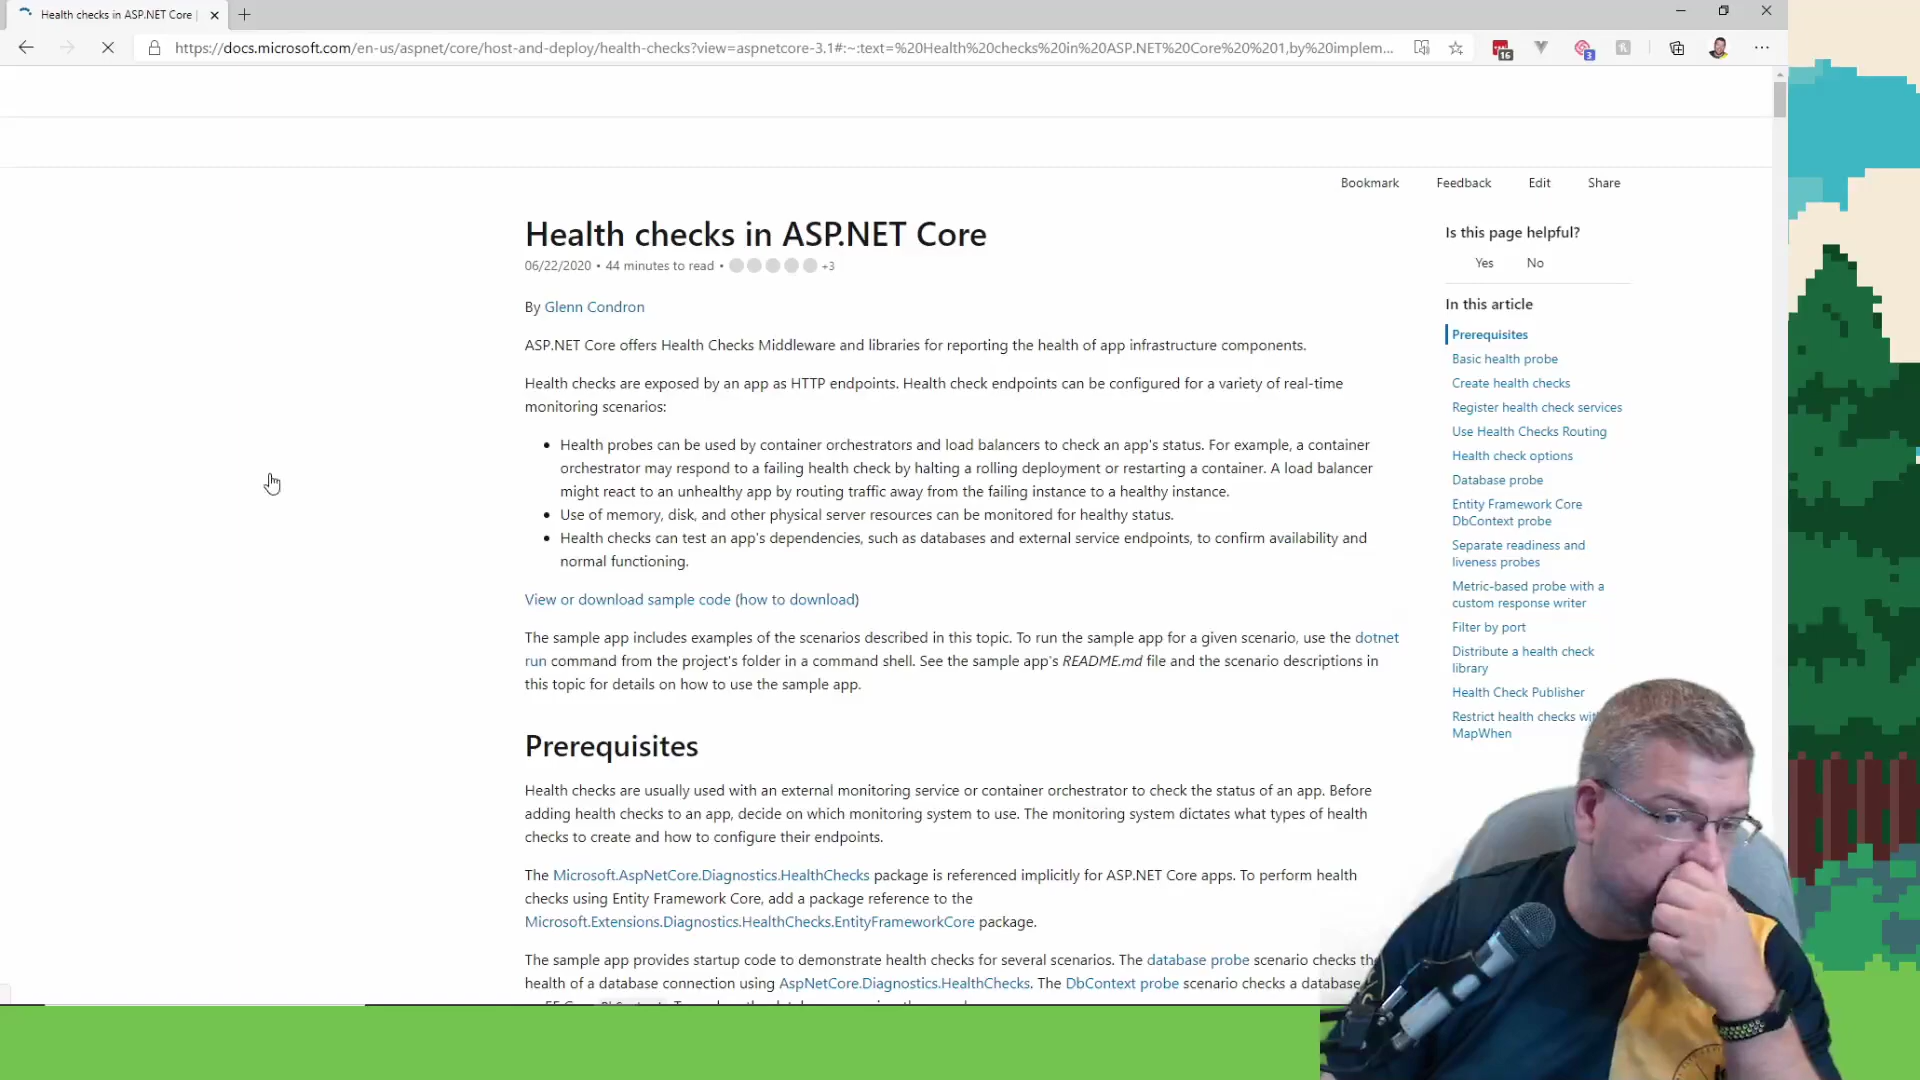 Health checks in ASP.NET Core |
https://docs.microsoft.com/en-us/aspnet/core/host-and-deploy/health-checks?view=aspnetcore-3.1#:~:text=%20Health%20checks%20in%20ASP.NET%20Core%20%201,by%20implem...
16
3
Bookmark Feedback Edit Share
Health checks in ASP.NET Core
06/22/2020 • 44 minutes to read • +3
By Glenn Condron
ASP.NET Core offers Health Checks Middleware and libraries for reporting the health of app infrastructure components.
Health checks are exposed by an app as HTTP endpoints. Health check endpoints can be configured for a variety of real-time
monitoring scenarios:
• Health probes can be used by container orchestrators and load balancers to check an app's status. For example, a container
orchestrator may respond to a failing health check by halting a rolling deployment or restarting a container. A load balancer
might react to an unhealthy app by routing traffic away from the failing instance to a healthy instance.
• Use of memory, disk, and other physical server resources can be monitored for healthy status.
• Health checks can test an app's dependencies, such as databases and external service endpoints, to confirm availability and
normal functioning.
View or download sample code (how to download)
The sample app includes examples of the scenarios described in this topic. To run the sample app for a given scenario, use the dotnet
run command from the project's folder in a command shell. See the sample app's README.md file and the scenario descriptions in
this topic for details on how to use the sample app.
Prerequisites
Health checks are usually used with an external monitoring service or container orchestrator to check the status of an app. Before
adding health checks to an app, decide on which monitoring system to use. The monitoring system dictates what types of health
checks to create and how to configure their endpoints.
The Microsoft.AspNetCore.Diagnostics.HealthChecks package is referenced implicitly for ASP.NET Core apps. To perform health
checks using Entity Framework Core, add a package reference to the
Microsoft.Extensions.Diagnostics.HealthChecks.EntityFrameworkCore package.
The sample app provides startup code to demonstrate health checks for several scenarios. The database probe scenario checks the
health of a database connection using AspNetCore.Diagnostics.HealthChecks. The DbContext probe scenario checks a database
Is this page helpful?
Yes No
In this article
Prerequisites
Basic health probe
Create health checks
Register health check services
Use Health Checks Routing
Health check options
Database probe
Entity Framework Core
DbContext probe
Separate readiness and
liveness probes
Metric-based probe with a
custom response writer
Filter by port
Distribute a health check
library
Health Check Publisher
Restrict health checks wit
MapWhen